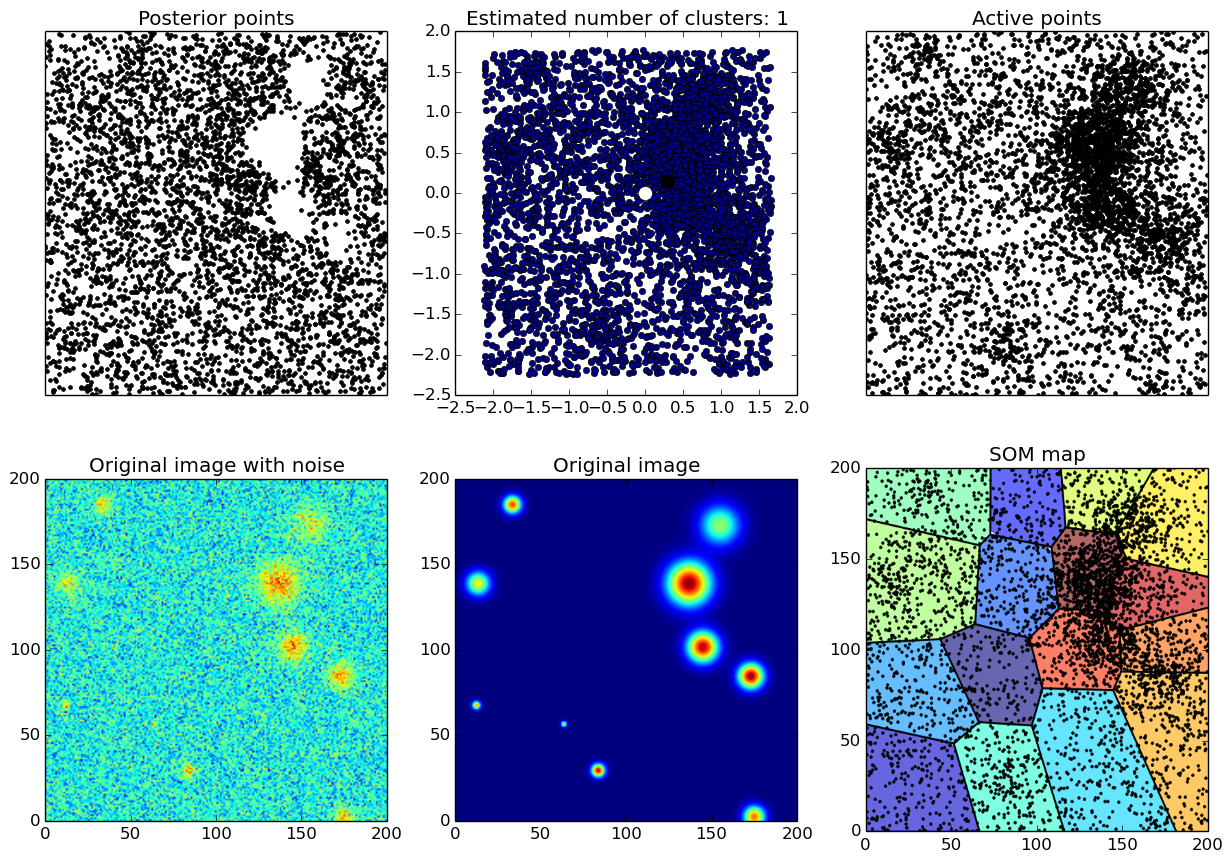 Posterior points
Estimated number of clusters: 1
Active points
2.0
1.5
1.0
0.5
0.0
−0.5
−1.0
−1.5
−2.0
−2.5
−2.5 −2.0 −1.5 −1.0 −0.5 0.0 0.5 1.0 1.5 2.0
Original image with noise
Original image
SOM map
200
150
100
50
0
0 50 100 150 200
200
150
100
50
0
0 50 100 150 200
200
150
100
50
0
0 50 100 150 200